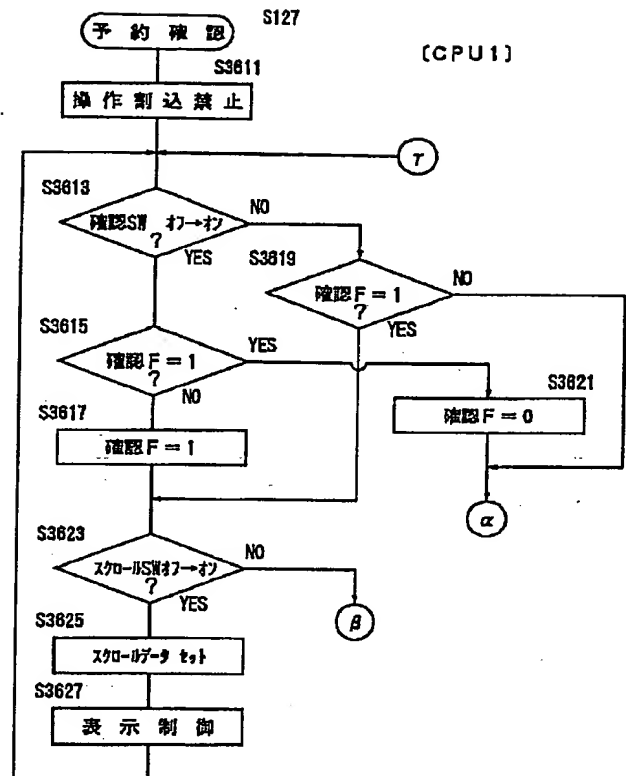 S127
予約確認
〔CPU1〕
S3611
操作割込禁止
γ
S3613
確認SW オフ→オン
?
NO
YES
S3619
確認F=1
?
NO
YES
S3615
確認F=1
?
YES
NO
S3621
確認F=0
S3617
確認F=1
α
S3623
スクロールSWオフ→オン
?
NO
YES
β
S3625
スクロールデータ セット
S3627
表示制御